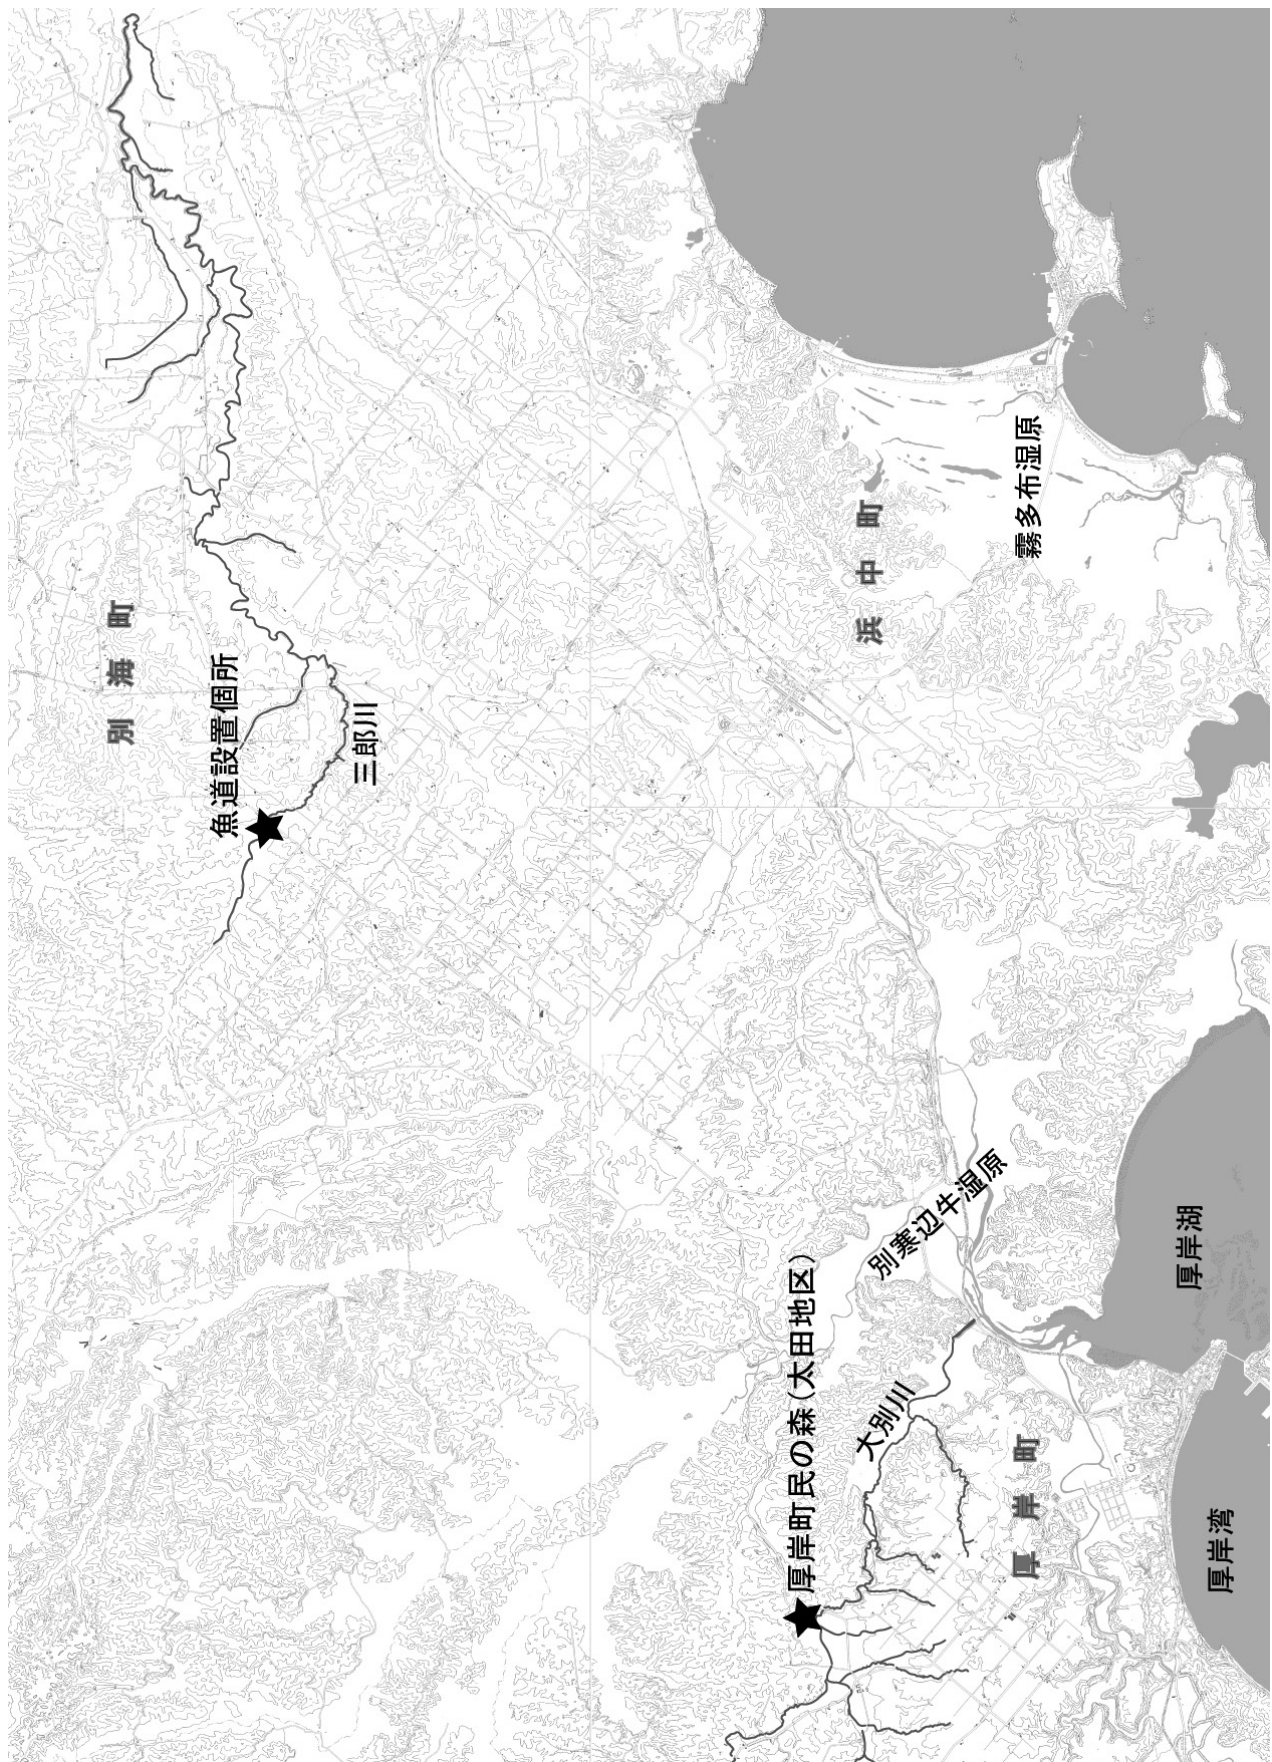 別海町
魚道設置個所
三郎川
浜中町
霧多布湿原
別寒辺牛湿原
厚岸町民の森（太田地区）
大別川
厚岸町
厚岸湖
厚岸湾